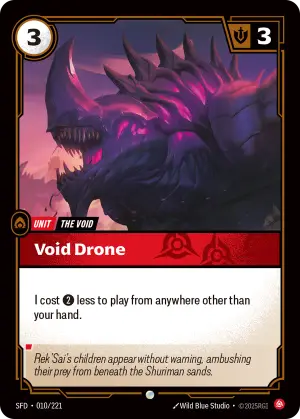 3
3
UNIT THE VOID
Void Drone
I cost 2 less to play from anywhere other than
your hand.
Rek'Sai's children appear without warning, ambushing
their prey from beneath the Shuriman sands.
SFD • 010/221 Wild Blue Studio • ©2025RGI